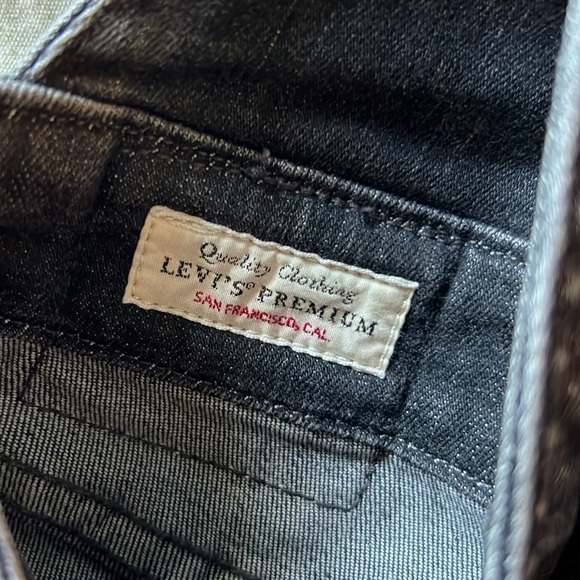 Quality Clothing
LEVI'S® PREMIUM
SAN FRANCISCO, CAL.